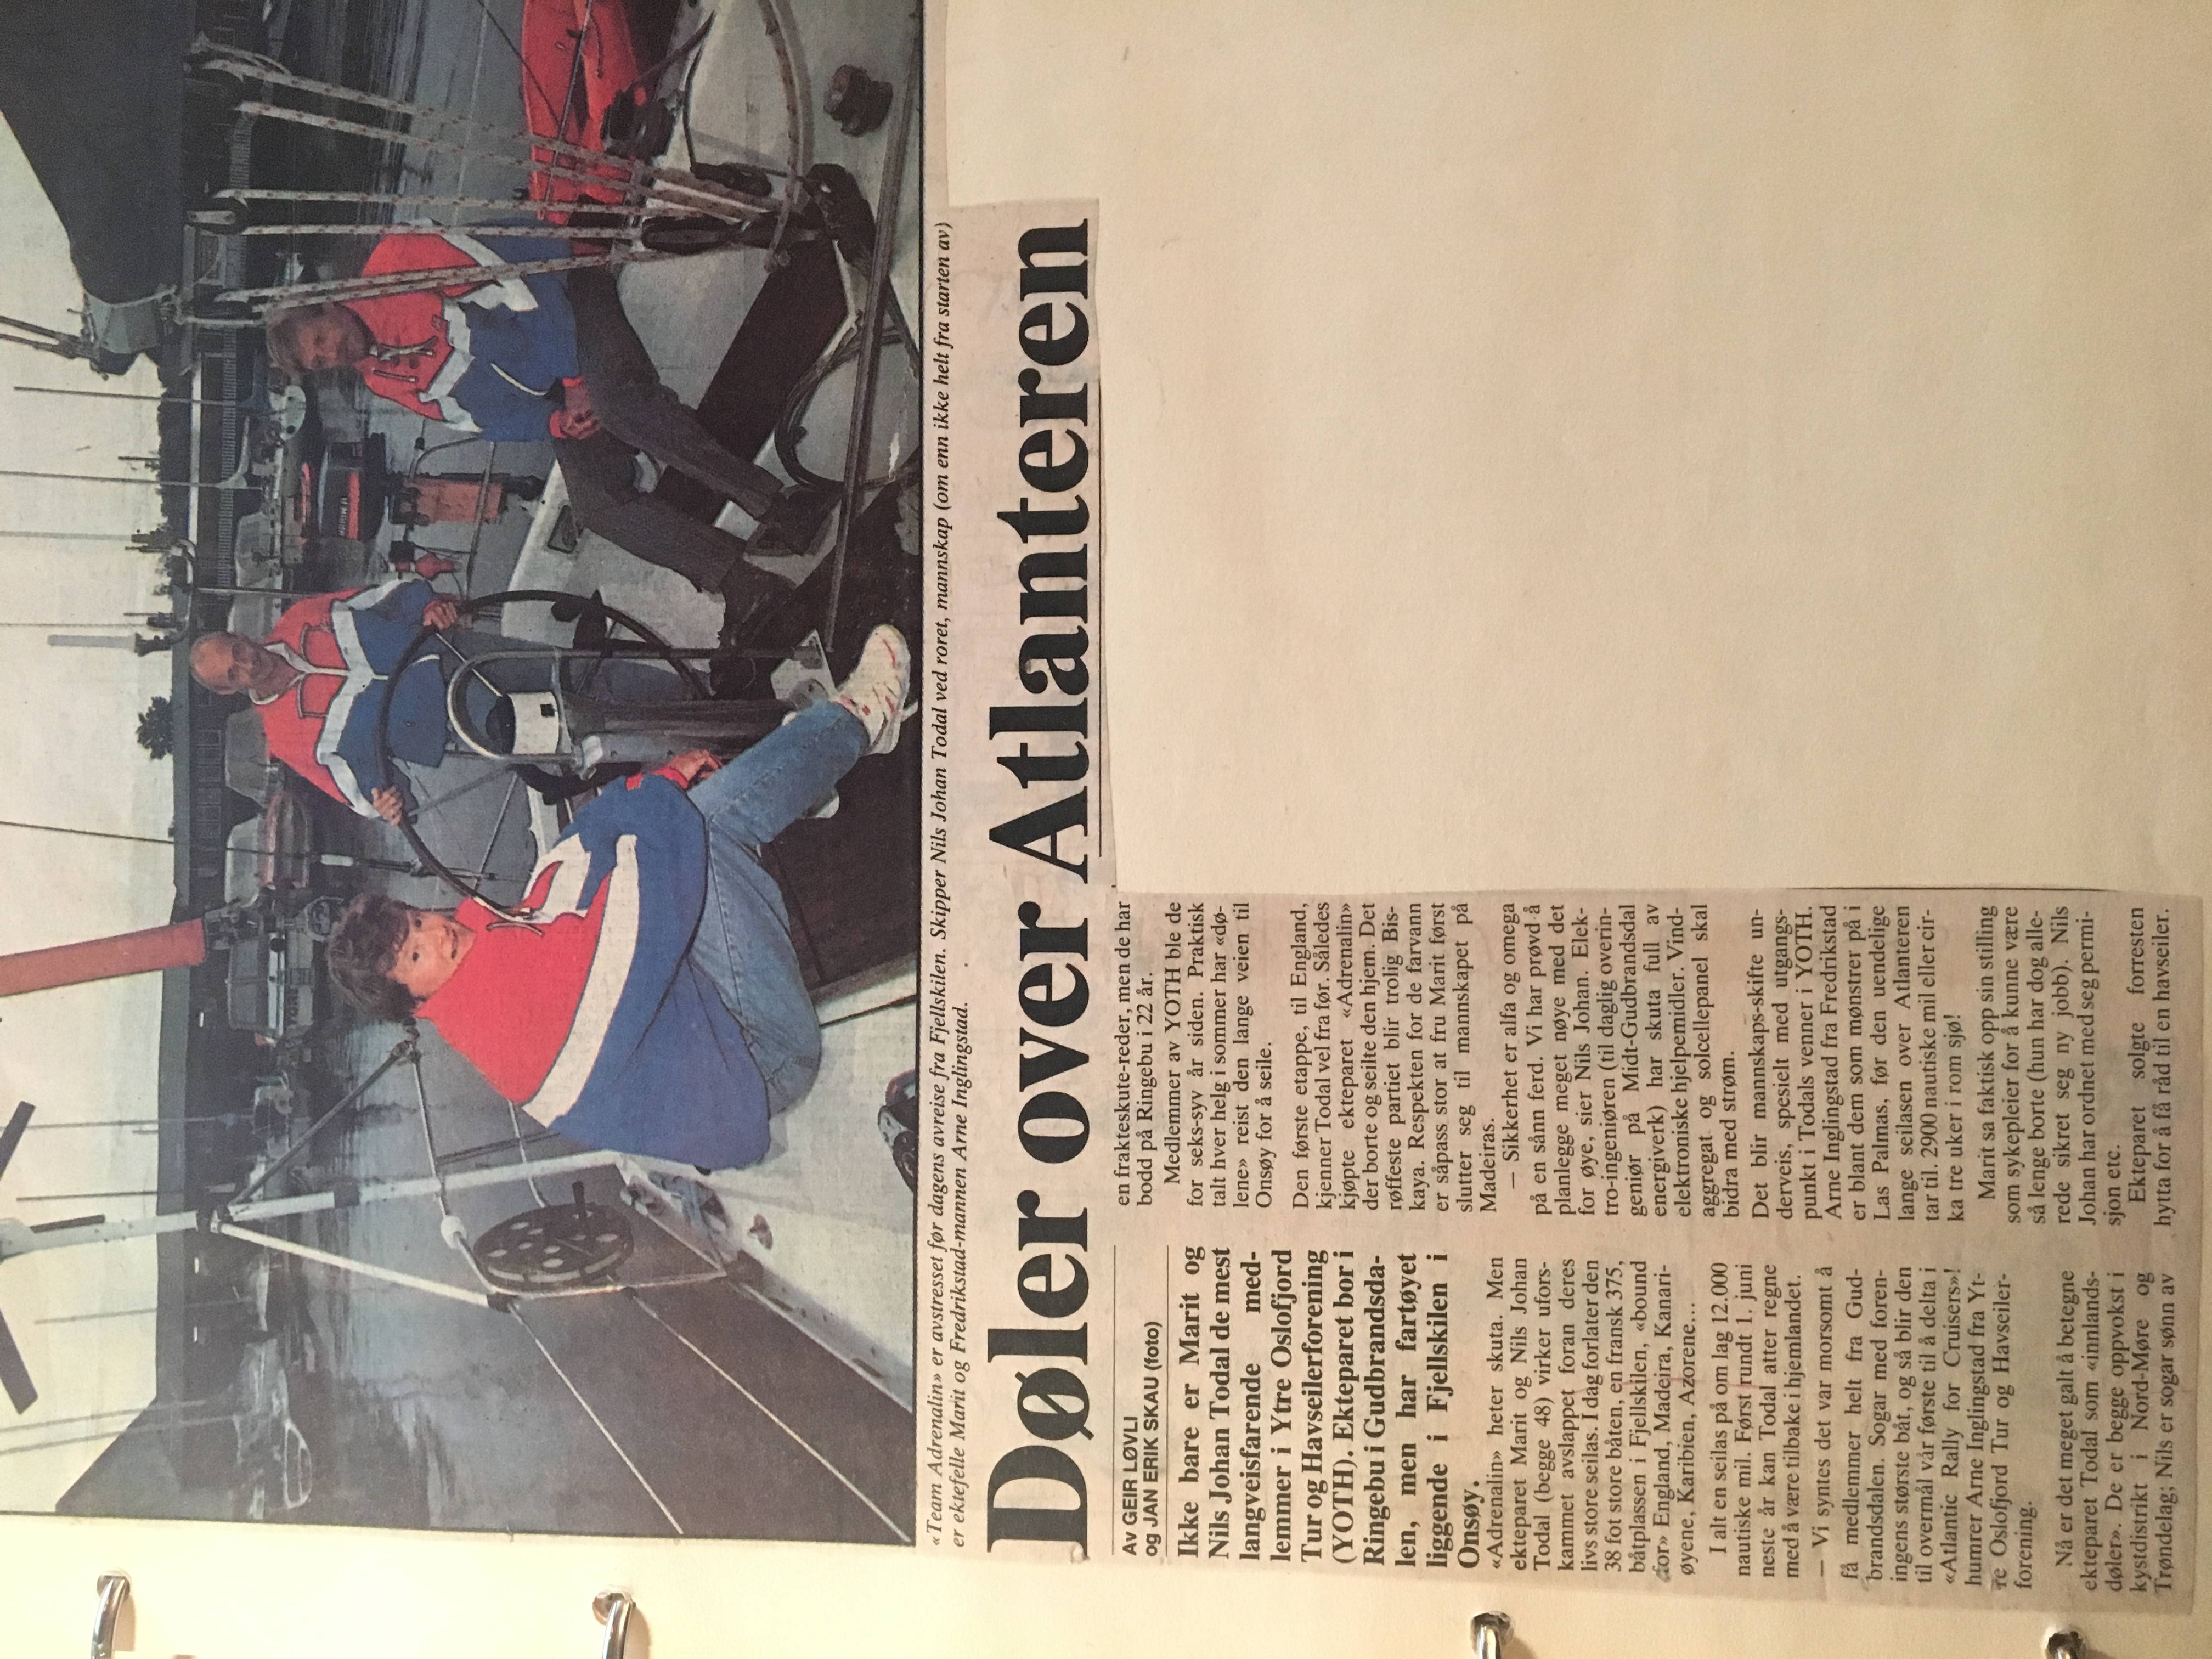 «Team Adrenalin» er avstresset før dagens avreise fra Fjellskilen. Skipper Nils Johan Todal ved roret, mannskap (om enn ikke helt fra starten av)
er ektefelle Marit og Fredrikstad-mannen Arne Inglingstad.
Døler over Atlanteren
Av GEIR LØVLI
og JAN ERIK SKAU (foto)
Ikke bare er Marit og
Nils Johan Todal de mest
langveisfarende med-
lemmer i Ytre Oslofjord
Tur og Havseilerforening
(YOTH). Ekteparet bor i
Ringebu i Gudbrandsda-
len, men har fartøyet
liggende i Fjellskilen i
Onsøy.
«Adrenalin» heter skuta. Men
ekteparet Marit og Nils Johan
Todal (begge 48) virker ufors-
kammet avslappet foran deres
livs store seilas. I dag forlater den
38 fot store båten, en fransk 375,
båtplassen i Fjellskilen, «bound
for» England, Madeira, Kanari-
øyene, Karibien, Azorene...
I alt en seilas på om lag 12.000
nautiske mil. Først rundt 1. juni
neste år kan Todal atter regne
med å være tilbake i hjemlandet.
— Vi syntes det var morsomt å
få medlemmer helt fra Gud-
brandsdalen. Sogar med foren-
ingens største båt, og så blir den
til overmål vår første til å delta i
«Atlantic Rally for Cruisers»!
humrer Arne Inglingstad fra Yt-
re Oslofjord Tur og Havseiler-
forening.
Nå er det meget galt å betegne
ekteparet Todal som «innlands-
døler». De er begge oppvokst i
kystdistrikt i Nord-Møre og
Trøndelag; Nils er sogar sønn av
en frakteskute-reder, men de har
bodd på Ringebu i 22 år.
Medlemmer av YOTH ble de
for seks-syv år siden. Praktisk
talt hver helg i sommer har «dø-
lene» reist den lange veien til
Onsøy for å seile.
Den første etappe, til England,
kjenner Todal vel fra før. Således
kjøpte ekteparet «Adrenalin»
der borte og seilte den hjem. Det
røffeste partiet blir trolig Bis-
kaya. Respekten for de farvann
er såpass stor at fru Marit først
slutter seg til mannskapet på
Madeiras.
— Sikkerhet er alfa og omega
på en sånn ferd. Vi har prøvd å
planlegge meget nøye med det
for øye, sier Nils Johan. Elek-
tro-ingeniøren (til daglig overin-
geniør på Midt-Gudbrandsdal
energiverk) har skuta full av
elektroniske hjelpemidler. Vind-
aggregat og solcellepanel skal
bidra med strøm.
Det blir mannskaps-skifte un-
derveis, spesielt med utgangs-
punkt i Todals venner i YOTH.
Arne Inglingstad fra Fredrikstad
er blant dem som mønstrer på i
Las Palmas, før den uendelige
lange seilasen over Atlanteren
tar til. 2900 nautiske mil eller cir-
ka tre uker i rom sjø!
Marit sa faktisk opp sin stilling
som sykepleier for å kunne være
så lenge borte (hun har dog alle-
rede sikret seg ny jobb). Nils
Johan har ordnet med seg permi-
sjon etc.
Ekteparet solgte forresten
hytta for å få råd til en havseiler.